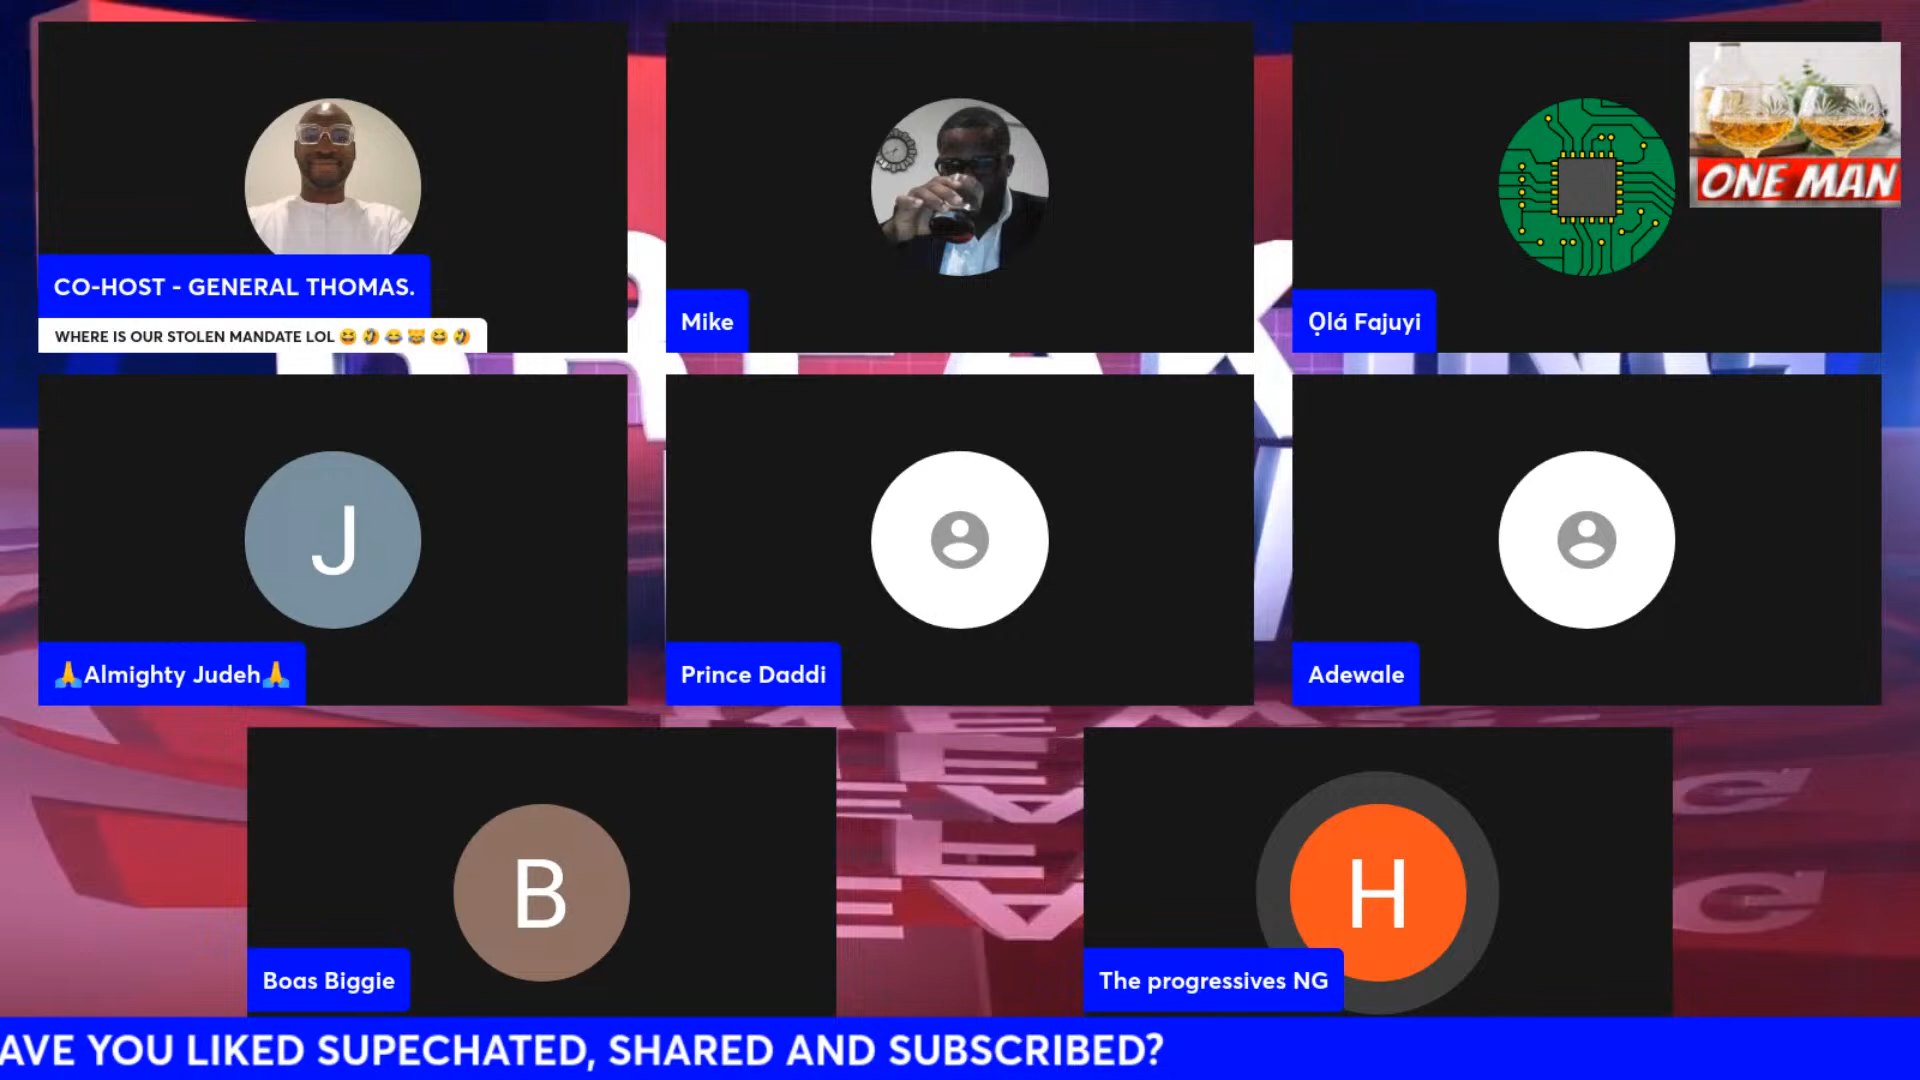 ONE MAN
CO-HOST - GENERAL THOMAS.
WHERE IS OUR STOLEN MANDATE LOL 😆 🤣 😂 😹 😆 🤣
Mike
Ọlá Fajuyi
J
🙏Almighty Judeh🙏
Prince Daddi
Adewale
B
Boas Biggie
H
The progressives NG
AVE YOU LIKED SUPECHATED, SHARED AND SUBSCRIBED?